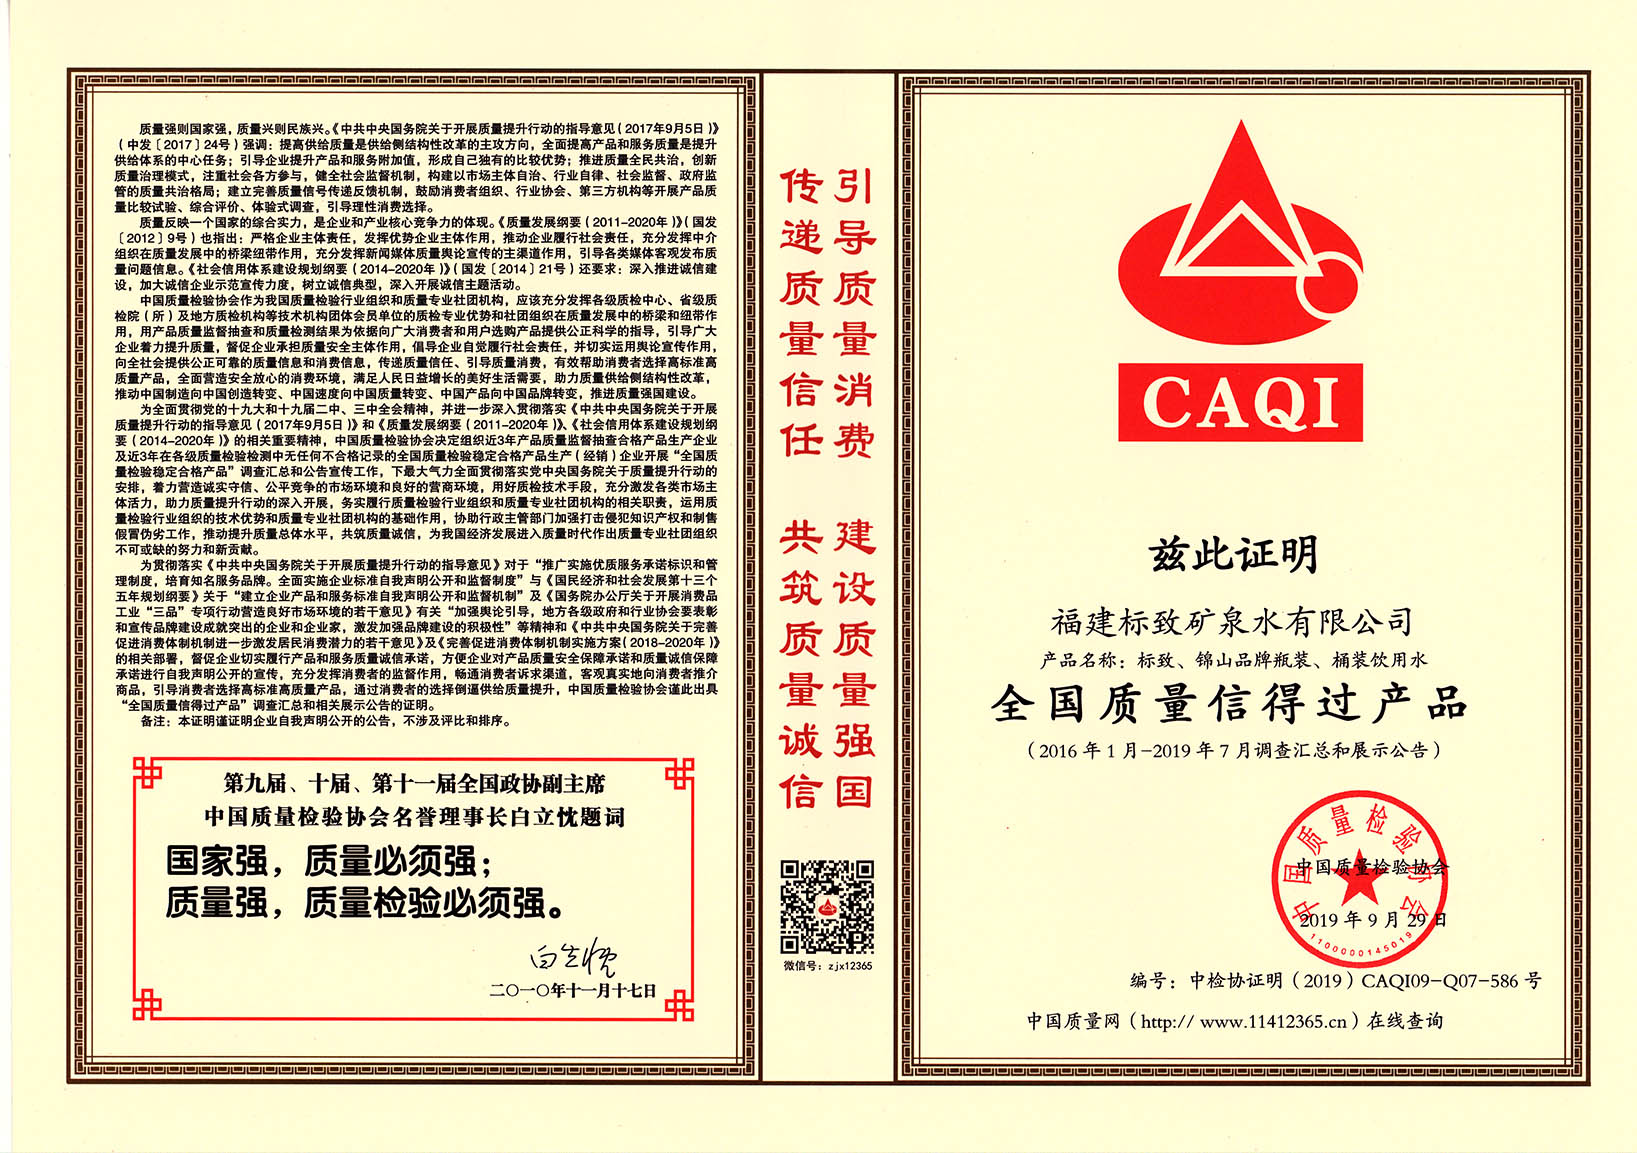 质量强则国家强，质量兴则民族兴。《中共中央国务院关于开展质量提升行动的指导意见（2017年9月5日）》
（中发〔2017〕24号）强调：提高供给质量是供给侧结构性改革的主攻方向，全面提高产品和服务质量是提升
供给体系的中心任务；引导企业提升产品和服务附加值，形成自己独有的比较优势；推进质量全民共治，创新
质量治理模式，注重社会各方参与，健全社会监督机制，构建以市场主体自治、行业自律、社会监督、政府监
管的质量共治格局；建立完善质量信号传递反馈机制，鼓励消费者组织、行业协会、第三方机构等开展产品质
量比较试验、综合评价、体验式调查，引导理性消费选择。
质量反映一个国家的综合实力，是企业和产业核心竞争力的体现。《质量发展纲要（2011-2020年）》（国发
〔2012〕9号）也指出：严格企业主体责任，发挥优势企业主体作用，推动企业履行社会责任，充分发挥中介
组织在质量发展中的桥梁纽带作用，充分发挥新闻媒体质量舆论宣传的主渠道作用，引导各类媒体客观发布质
量问题信息。《社会信用体系建设规划纲要（2014-2020年）》（国发〔2014〕21号）还要求：深入推进诚信建
设，加大诚信企业示范宣传力度，树立诚信典型，深入开展诚信主题活动。
中国质量检验协会作为我国质量检验行业组织和质量专业社团机构，应该充分发挥各级质检中心、省级质
检院（所）及地方质检机构等技术机构团体会员单位的质检专业优势和社团组织在质量发展中的桥梁和纽带作
用，用产品质量监督抽查和质量检测结果为依据向广大消费者和用户选购产品提供公正科学的指导，引导广大
企业着力提升质量，督促企业承担质量安全主体作用，倡导企业自觉履行社会责任，并切实运用舆论宣传作用，
向全社会提供公正可靠的质量信息和消费信息，传递质量信任、引导质量消费，有效帮助消费者选择高标准高
质量产品，全面营造安全放心的消费环境，满足人民日益增长的美好生活需要，助力质量供给侧结构性改革，
推动中国制造向中国创造转变、中国速度向中国质量转变、中国产品向中国品牌转变，推进质量强国建设。
为全面贯彻党的十九大和十九届二中、三中全会精神，并进一步深入贯彻落实《中共中央国务院关于开展
质量提升行动的指导意见（2017年9月5日）》和《质量发展纲要（2011-2020年）》、《社会信用体系建设规划纲
要（2014-2020年）》的相关重要精神，中国质量检验协会决定组织近3年产品质量监督抽查合格产品生产企业
及近3年在各级质量检验检测中无任何不合格记录的全国质量检验稳定合格产品生产（经销）企业开展“全国质
量检验稳定合格产品”调查汇总和公告宣传工作，下最大气力全面贯彻落实党中央国务院关于质量提升行动的
安排，着力营造诚实守信、公平竞争的市场环境和良好的营商环境，用好质检技术手段，充分激发各类市场主
体活力，助力质量提升行动的深入开展，务实履行质量检验行业组织和质量专业社团机构的相关职责，运用质
量检验行业组织的技术优势和质量专业社团机构的基础作用，协助行政主管部门加强打击侵犯知识产权和制售
假冒伪劣工作，推动提升质量总体水平，共筑质量诚信，为我国经济发展进入质量时代作出质量专业社团组织
不可或缺的努力和新贡献。
为贯彻落实《中共中央国务院关于开展质量提升行动的指导意见》对于“推广实施优质服务承诺标识和管
理制度，培育知名服务品牌。全面实施企业标准自我声明公开和监督制度”与《国民经济和社会发展第十三个
五年规划纲要》关于“建立企业产品和服务标准自我声明公开和监督机制”及《国务院办公厅关于开展消费品
工业“三品”专项行动营造良好市场环境的若干意见》有关“加强舆论引导，地方各级政府和行业协会要表彰
和宣传品牌建设成就突出的企业和企业家，激发加强品牌建设的积极性”等精神和《中共中央国务院关于完善
促进消费体制机制进一步激发居民消费潜力的若干意见》及《完善促进消费体制机制实施方案（2018-2020年）》
的相关部署，督促企业切实履行产品和服务质量诚信承诺，方便企业对产品质量安全保障承诺和质量诚信保障
承诺进行自我声明公开的宣传，充分发挥消费者的监督作用，畅通消费者诉求渠道，客观真实地向消费者推介
商品，引导消费者选择高标准高质量产品，通过消费者的选择倒逼供给质量提升，中国质量检验协会谨此出具
“全国质量信得过产品”调查汇总和相关展示公告的证明。
备注：本证明谨证明企业自我声明公开的公告，不涉及评比和排序。
第九届、十届、第十一届全国政协副主席
中国质量检验协会名誉理事长白立忱题词
国家强，质量必须强；
质量强，质量检验必须强。
白立忱
二〇一〇年十一月十七日
引导质量消费 建设质量强国
传递质量信任 共筑质量诚信
微信号：zjx12365
CAQI
兹此证明
福建标致矿泉水有限公司
产品名称：标致、锦山品牌瓶装、桶装饮用水
全国质量信得过产品
（2016年1月-2019年7月调查汇总和展示公告）
中国质量检验协会
中国质量检验协会
2019年9月29日
1100000145019
编号：中检协证明（2019）CAQI09-Q07-586号
中国质量网（http:// www.11412365.cn）在线查询